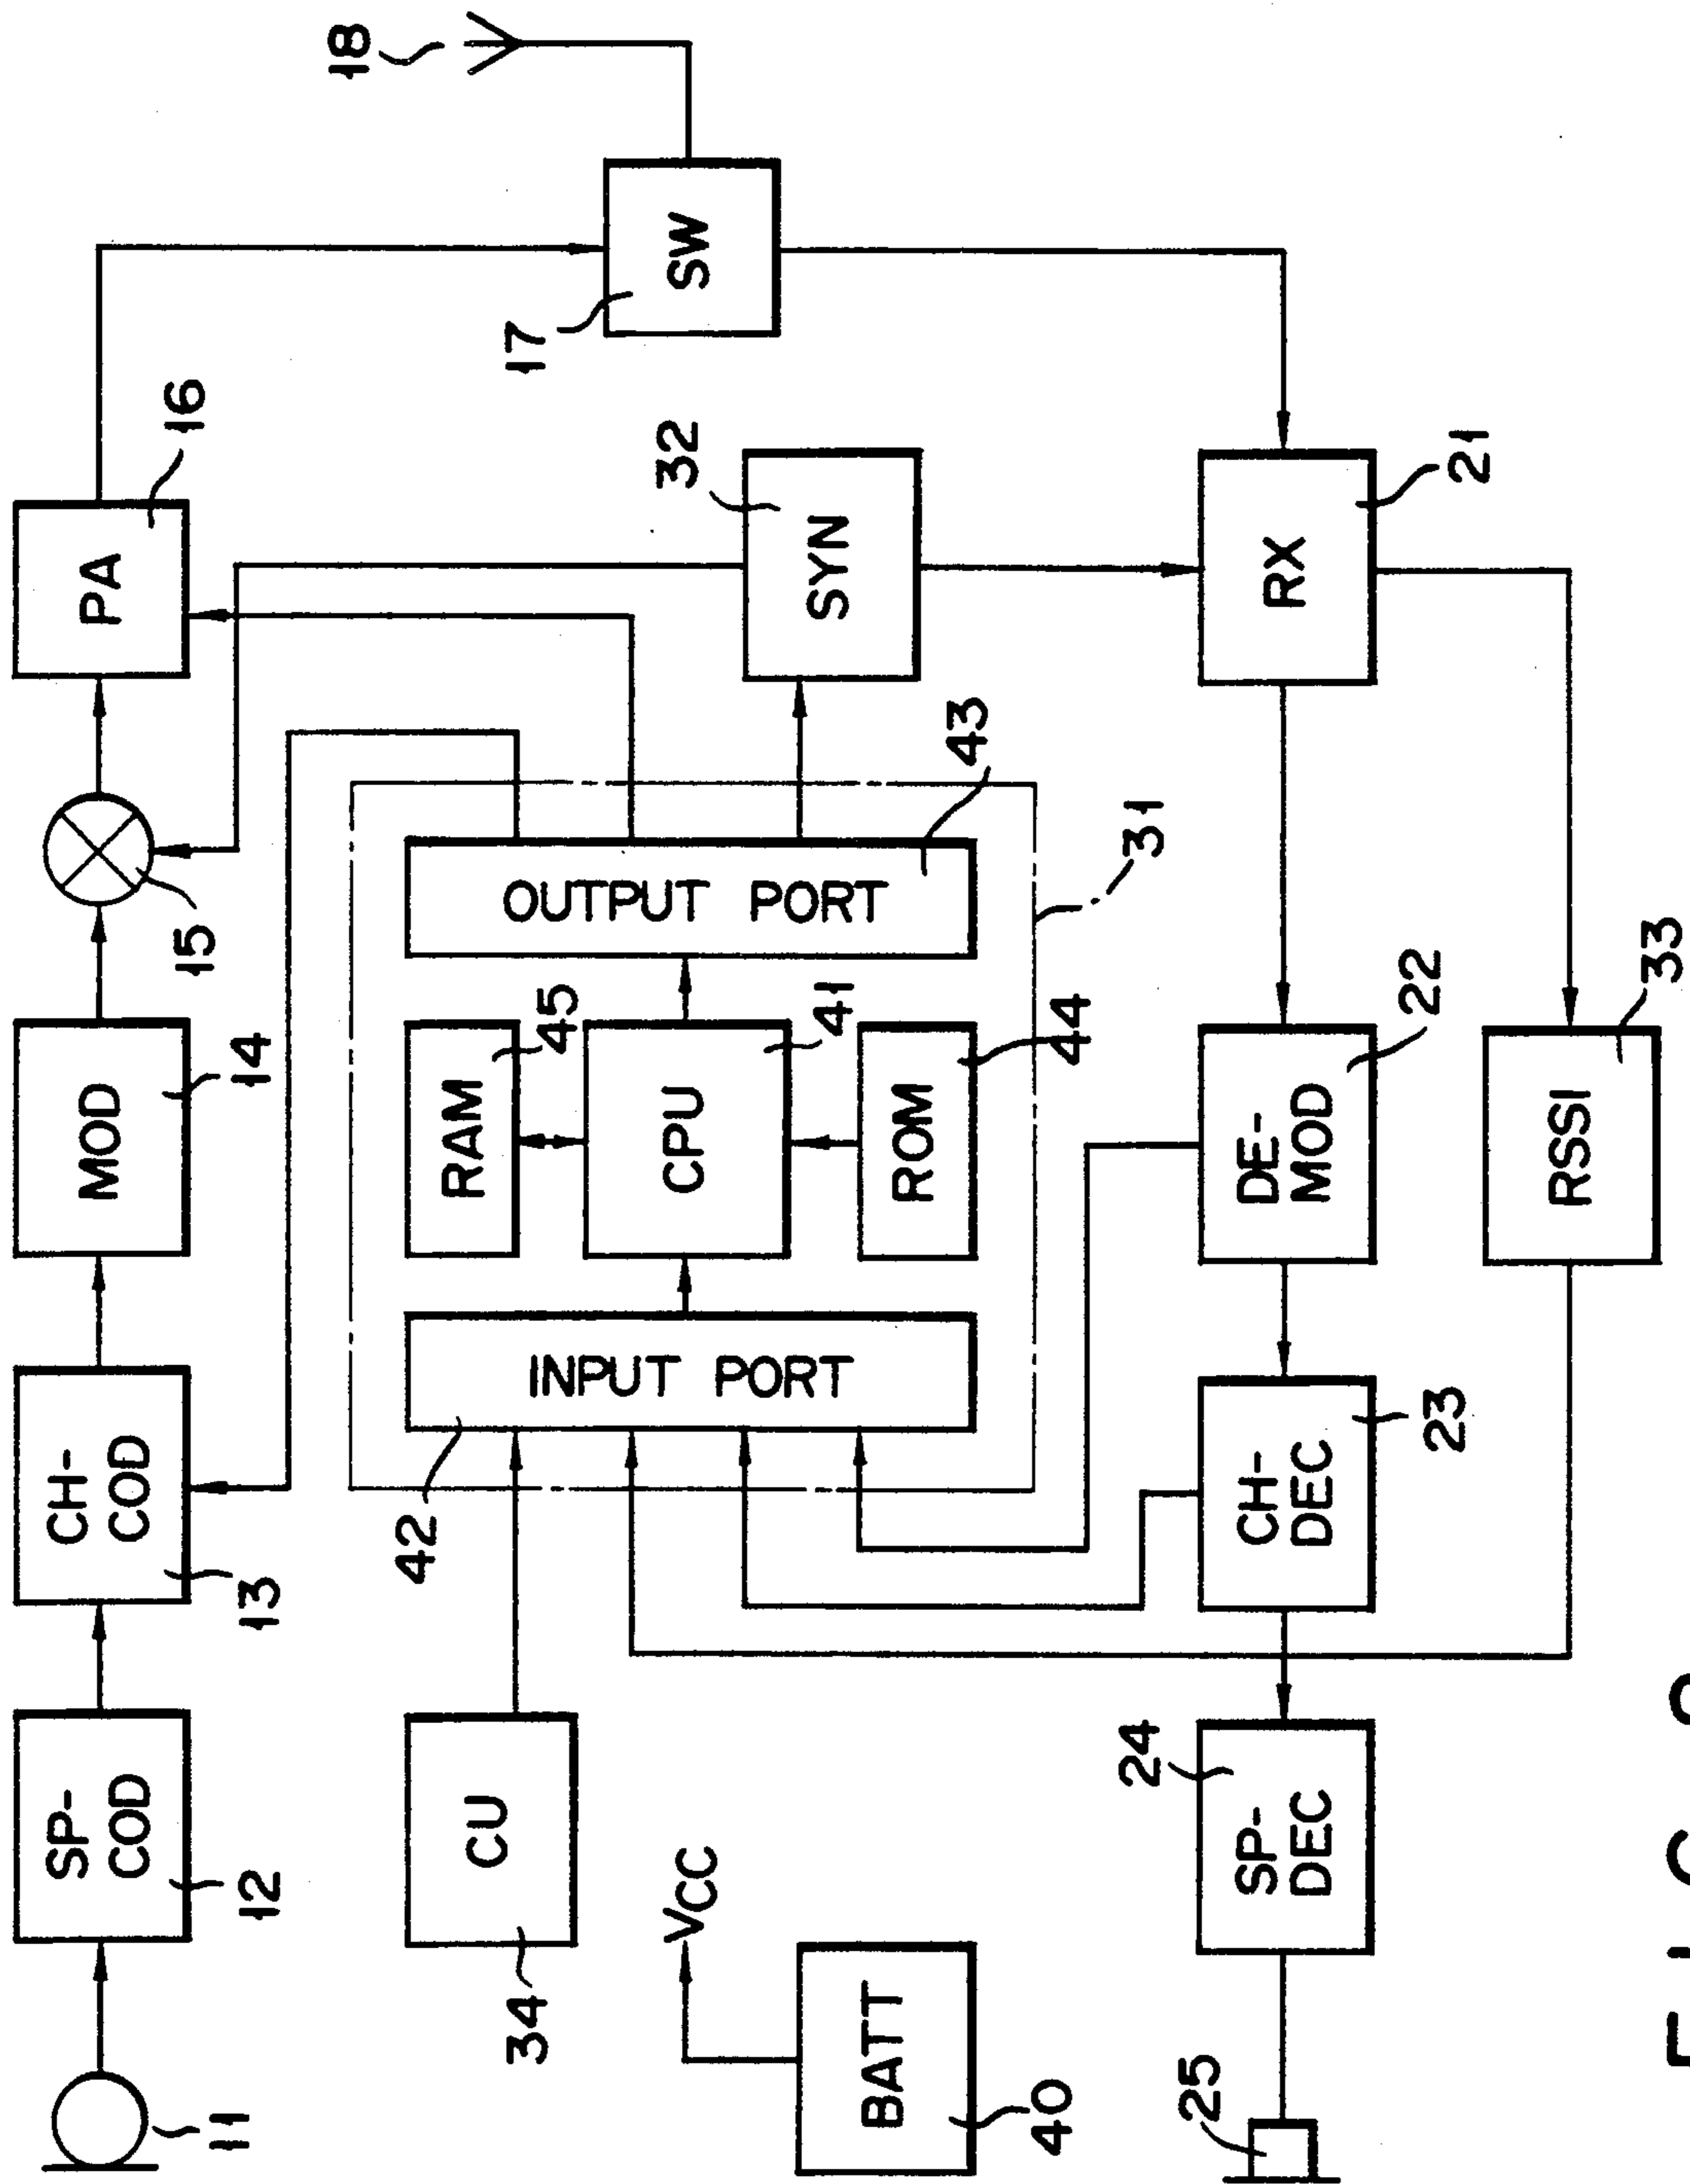 SP-
COD
CH-
COD
MOD
PA
11
12
13
14
15
16
18
CU
34
42
INPUT PORT
RAM
45
CPU
41
ROM
44
OUTPUT PORT
43
31
SYN
32
SW
17
VCC
BATT
40
25
SP-
DEC
24
CH-
DEC
23
DE-
MOD
22
RX
21
RSSI
33